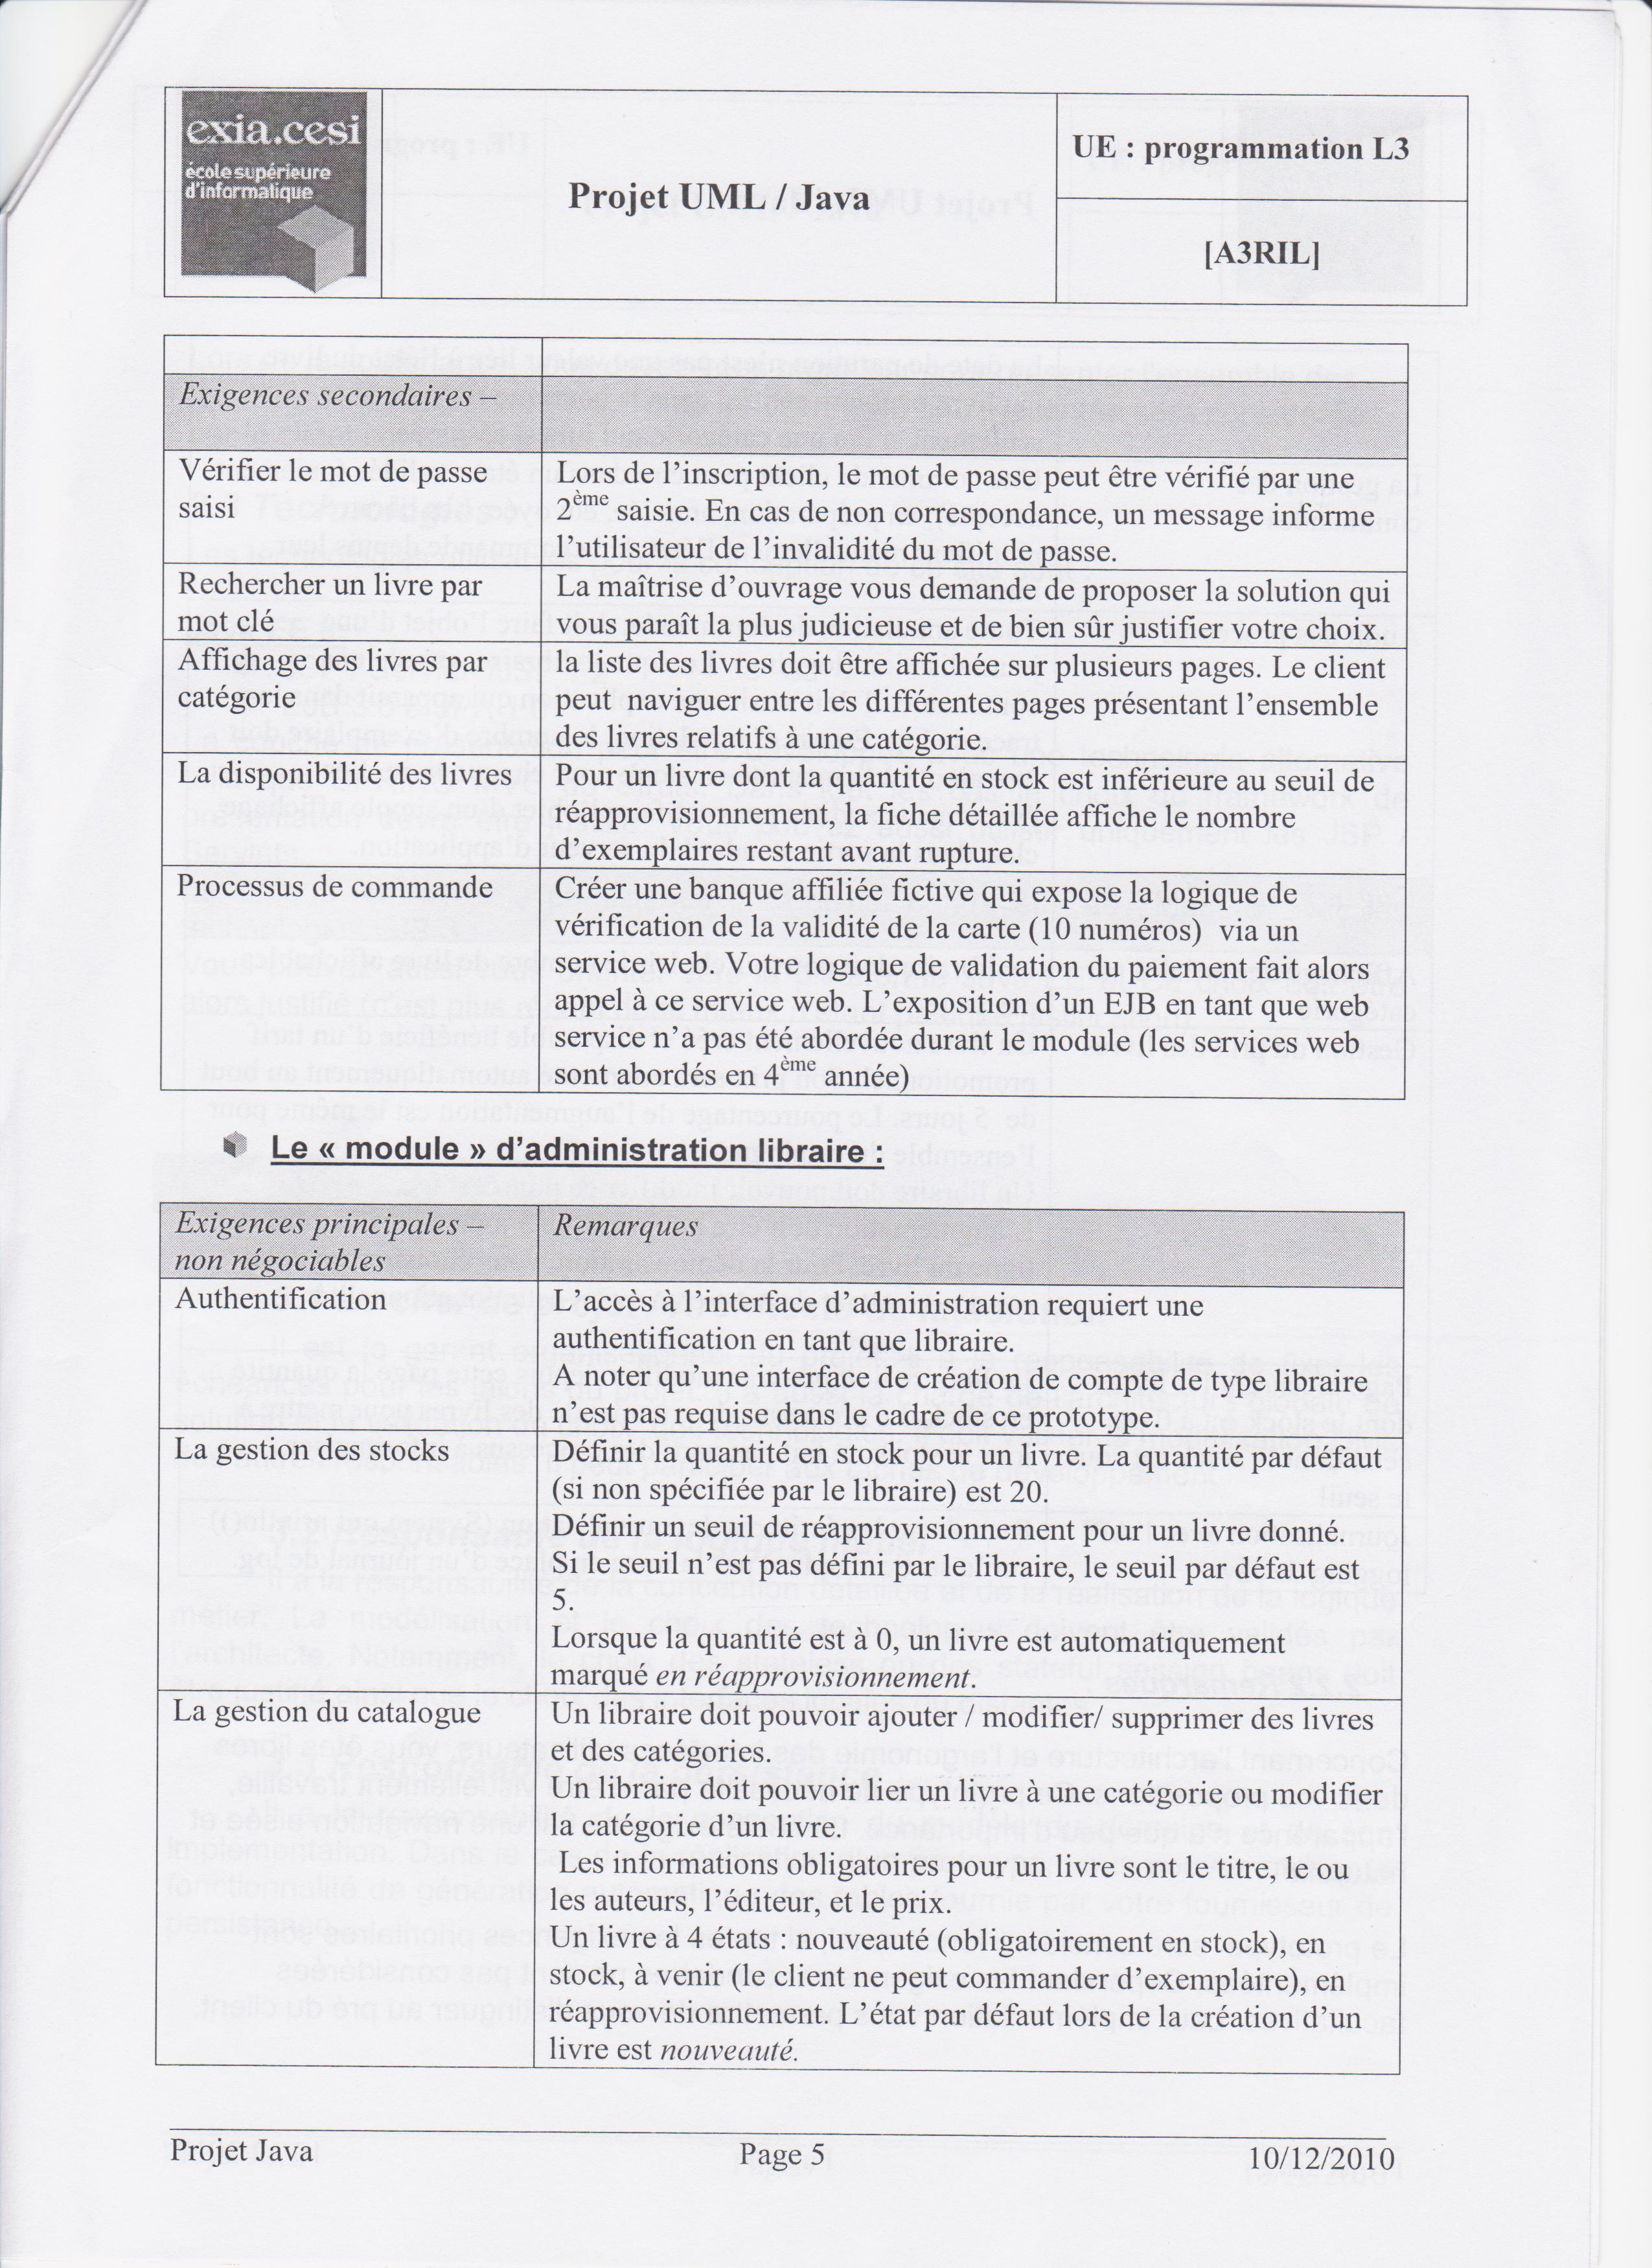 exia.cesi
école supérieure
d'informatique
Projet UML / Java
UE : programmation L3
[A3RIL]
Exigences secondaires –
Vérifier le mot de passe
saisi
Lors de l'inscription, le mot de passe peut être vérifié par une
2ème saisie. En cas de non correspondance, un message informe
l'utilisateur de l'invalidité du mot de passe.
Rechercher un livre par
mot clé
La maîtrise d'ouvrage vous demande de proposer la solution qui
vous paraît la plus judicieuse et de bien sûr justifier votre choix.
Affichage des livres par
catégorie
la liste des livres doit être affichée sur plusieurs pages. Le client
peut naviguer entre les différentes pages présentant l'ensemble
des livres relatifs à une catégorie.
La disponibilité des livres
Pour un livre dont la quantité en stock est inférieure au seuil de
réapprovisionnement, la fiche détaillée affiche le nombre
d'exemplaires restant avant rupture.
Processus de commande
Créer une banque affiliée fictive qui expose la logique de
vérification de la validité de la carte (10 numéros) via un
service web. Votre logique de validation du paiement fait alors
appel à ce service web. L'exposition d'un EJB en tant que web
service n'a pas été abordée durant le module (les services web
sont abordés en 4ème année)
Le « module » d'administration libraire :
Exigences principales –
non négociables
Remarques
Authentification
L'accès à l'interface d'administration requiert une
authentification en tant que libraire.
A noter qu'une interface de création de compte de type libraire
n'est pas requise dans le cadre de ce prototype.
La gestion des stocks
Définir la quantité en stock pour un livre. La quantité par défaut
(si non spécifiée par le libraire) est 20.
Définir un seuil de réapprovisionnement pour un livre donné.
Si le seuil n'est pas défini par le libraire, le seuil par défaut est
5.
Lorsque la quantité est à 0, un livre est automatiquement
marqué en réapprovisionnement.
La gestion du catalogue
Un libraire doit pouvoir ajouter / modifier/ supprimer des livres
et des catégories.
Un libraire doit pouvoir lier un livre à une catégorie ou modifier
la catégorie d'un livre.
Les informations obligatoires pour un livre sont le titre, le ou
les auteurs, l'éditeur, et le prix.
Un livre à 4 états : nouveauté (obligatoirement en stock), en
stock, à venir (le client ne peut commander d'exemplaire), en
réapprovisionnement. L'état par défaut lors de la création d'un
livre est nouveauté.
Projet Java
Page 5
10/12/2010